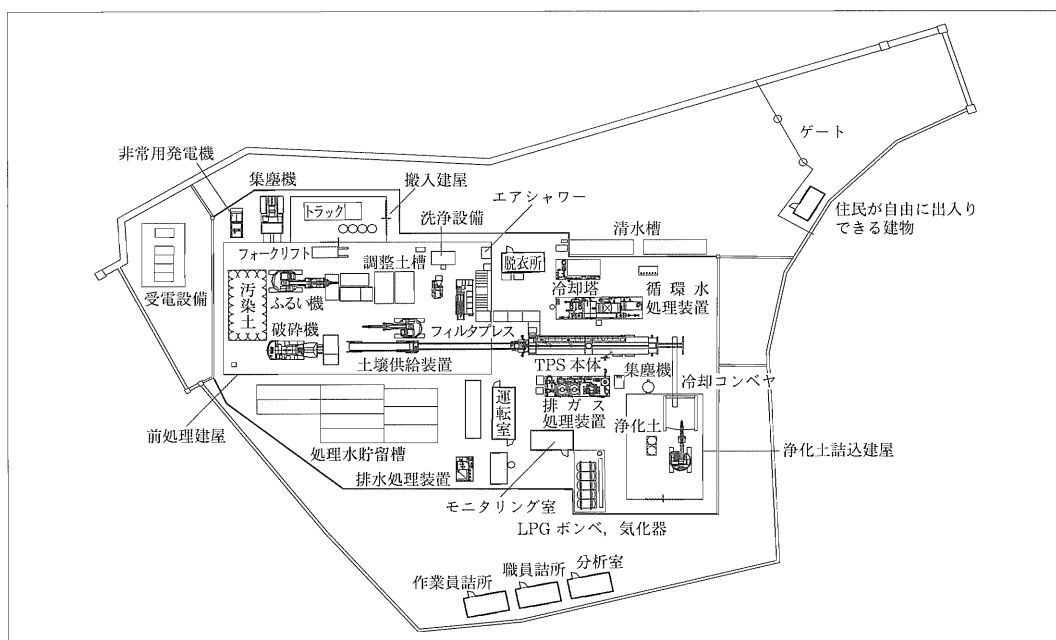 ゲート
非常用発電機
集塵機
搬入建屋
エアシャワー
住民が自由に出入り
できる建物
トラック
洗浄設備
清水槽
フォークリフト
調整土槽
脱衣所
冷却塔
循環水
処理装置
受電設備
汚染土
ふるい機
破砕機
フィルタプレス
土壌供給装置
TPS本体
集塵機
冷却コンベヤ
運転室
排ガス
処理装置
浄化土
前処理建屋
処理水貯留槽
浄化土詰込建屋
排水処理装置
モニタリング室
LPGボンベ，気化器
作業員詰所
職員詰所
分析室